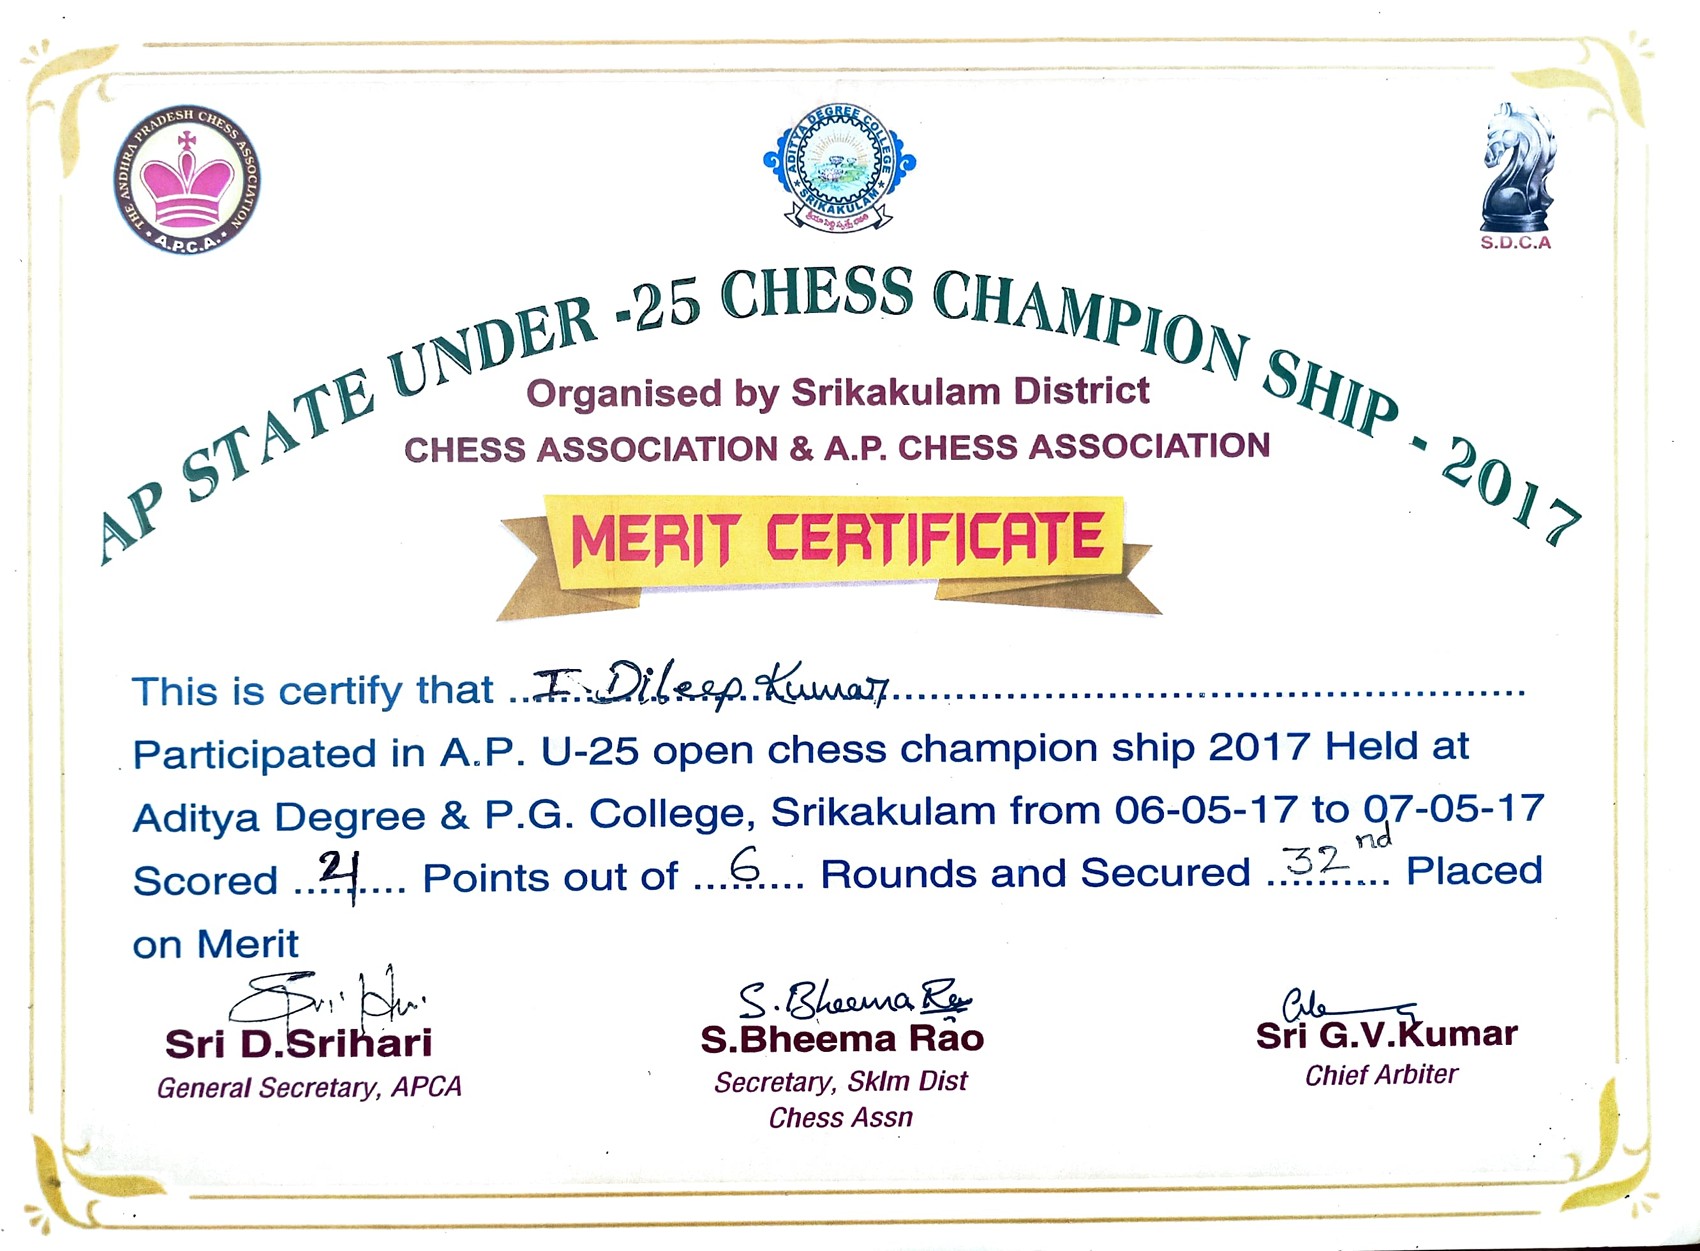 THE ANDHRA PRADESH CHESS ASSOCIATION
• A.P.C.A. •
ADITYA DEGREE COLLEGE
★ SRIKAKULAM ★
S.D.C.A
AP STATE UNDER -25 CHESS CHAMPION SHIP - 2017
Organised by Srikakulam District
CHESS ASSOCIATION & A.P. CHESS ASSOCIATION
MERIT CERTIFICATE
This is certify that I. Dileep Kumar
Participated in A.P. U-25 open chess champion ship 2017 Held at
Aditya Degree & P.G. College, Srikakulam from 06-05-17 to 07-05-17
Scored Points out of 6 Rounds and Secured 32nd Placed
on Merit
S. Bheema Rao
Sri D.Srihari
S.Bheema Rao
Sri G.V.Kumar
General Secretary, APCA
Secretary, Sklm Dist
Chief Arbiter
Chess Assn